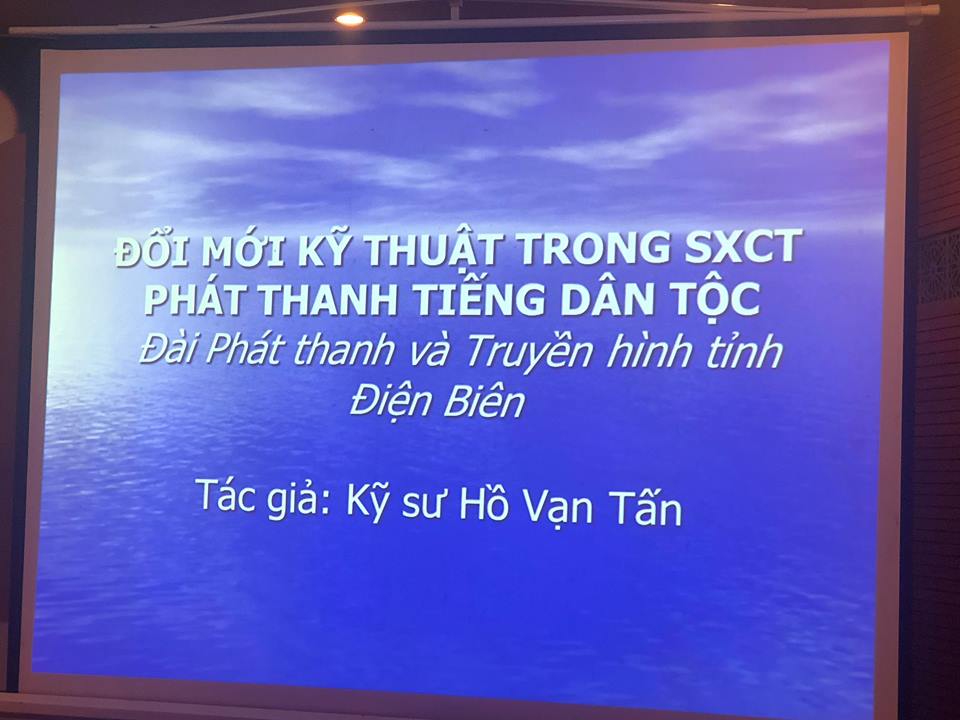 ĐỔI MỚI KỸ THUẬT TRONG SXCT
PHÁT THANH TIẾNG DÂN TỘC
Đài Phát thanh và Truyền hình tỉnh
Điện Biên
Tác giả: Kỹ sư Hồ Vạn Tấn